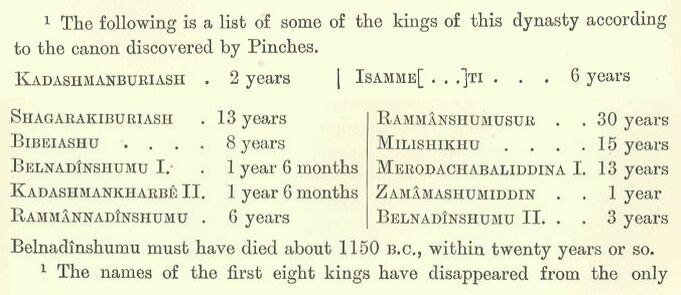 ¹ The following is a list of some of the kings of this dynasty according
to the canon discovered by Pinches.
KADASHMANBURIASH . 2 years | ISAMME[ . . .]TI . . . 6 years
SHAGARAKIBURIASH . 13 years | RAMMÂNSHUMUSUR . . 30 years
BIBEIASHU . . . . 8 years | MILISHIKHU . . . . 15 years
BELNADÎNSHUMU I. . 1 year 6 months | MERODACHABALIDDINA I. 13 years
KADASHMANKHARBÊ II. 1 year 6 months | ZAMÂMASHUMIDDIN . . 1 year
RAMMÂNNADÎNSHUMU . 6 years | BELNADÎNSHUMU II. . . 3 years
Belnadînshumu must have died about 1150 B.C., within twenty years or so.
¹ The names of the first eight kings have disappeared from the only